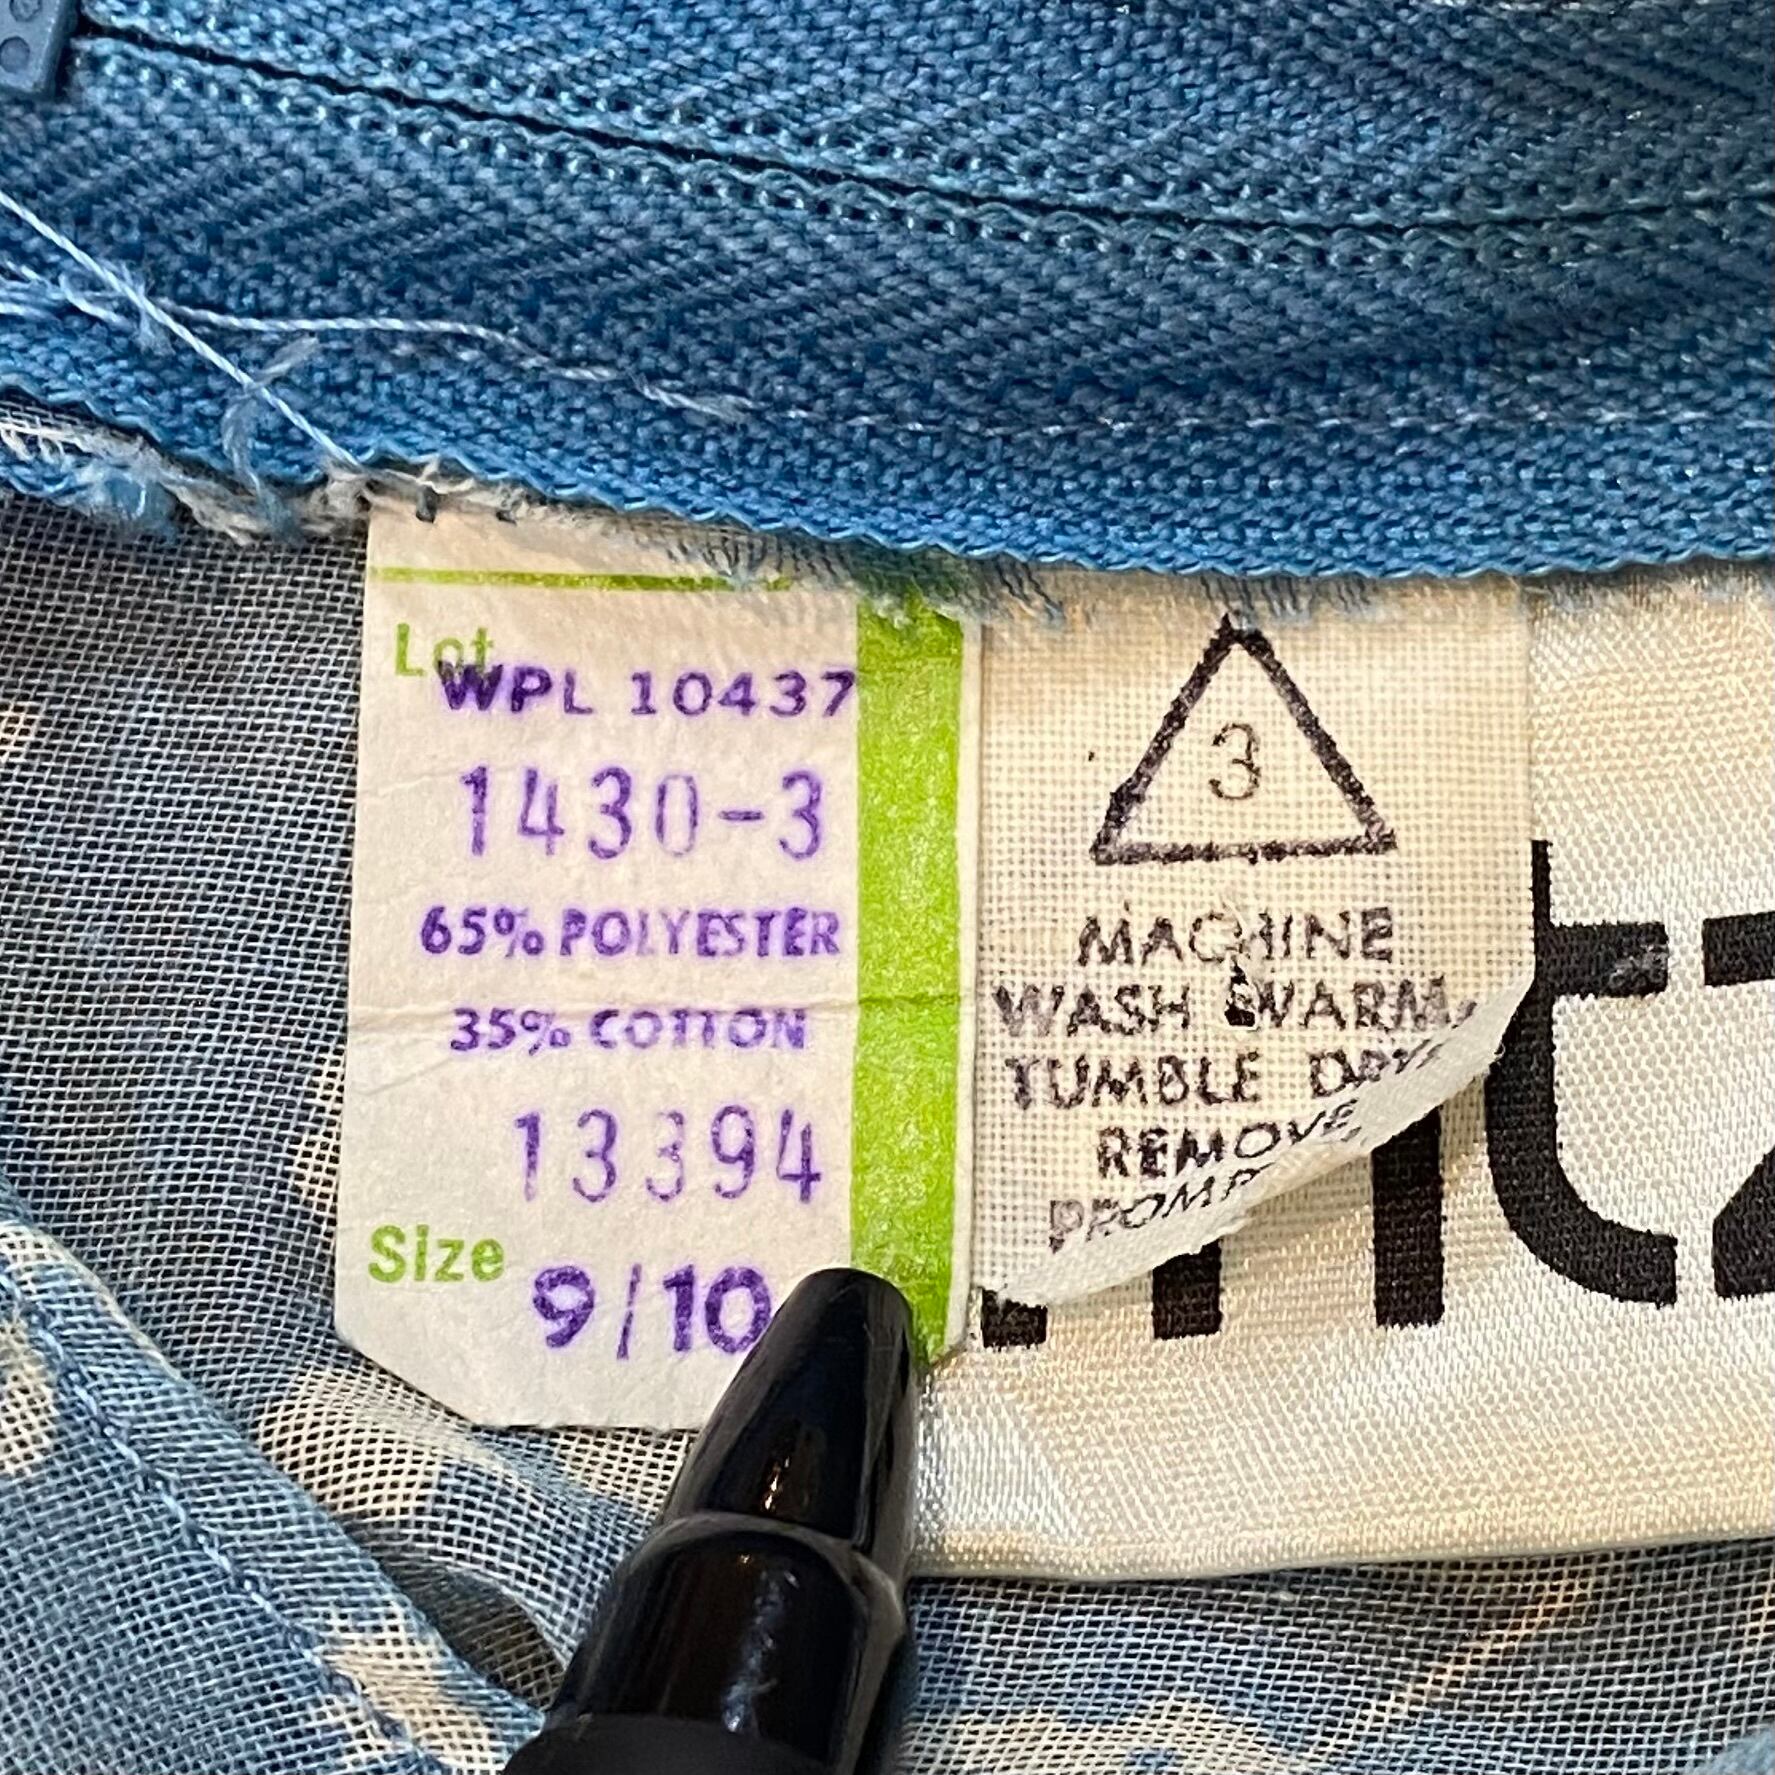 Lot
WPL 10437
1430-3
65% POLYESTER
35% COTTON
13394
Size
9/10
3
MACHINE
WASH WARM,
TUMBLE DRY,
REMOVE